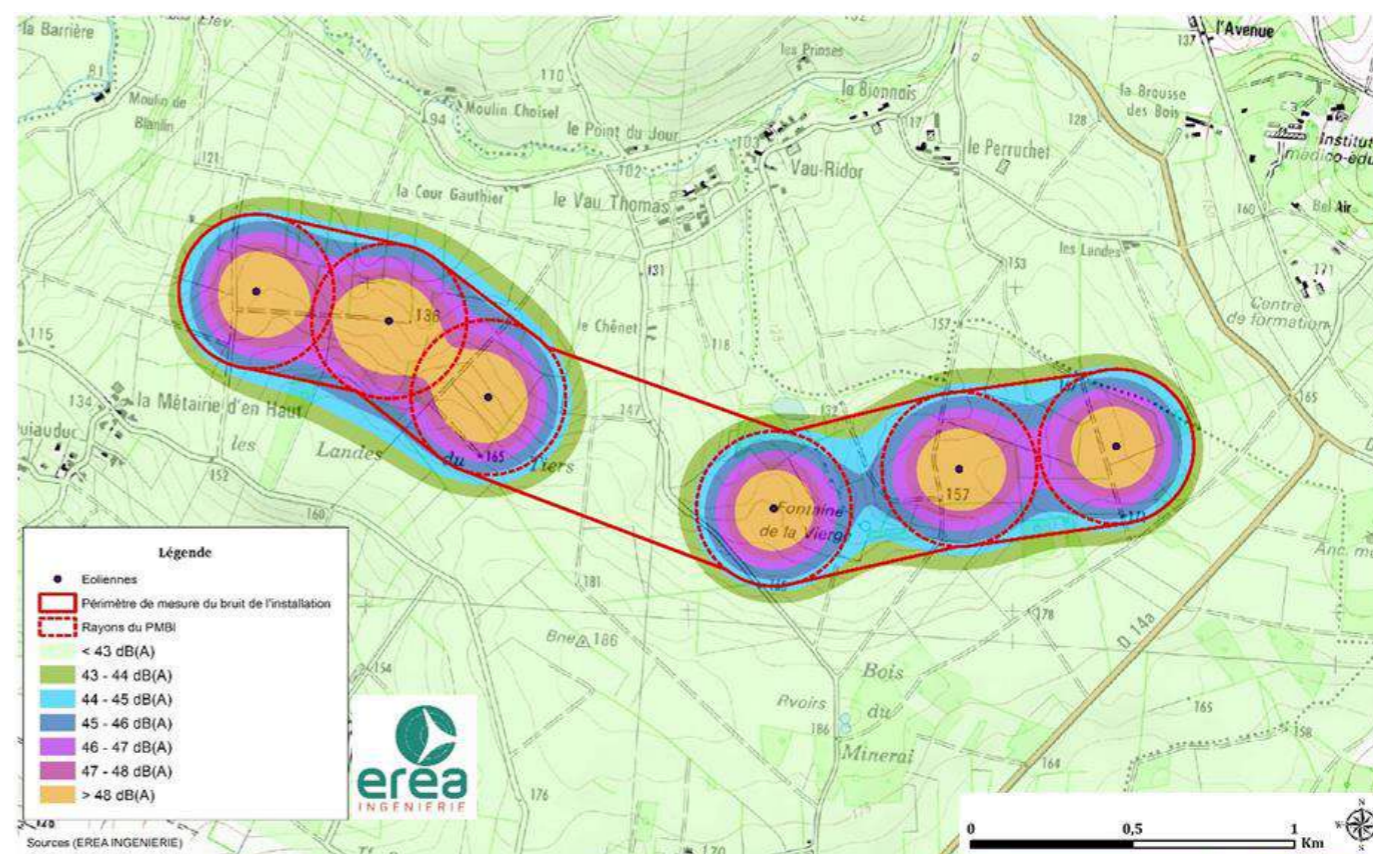 la Barrière
81
Moulin de
Blanlin
94
Moulin Choisel
110
les Prinses
la Bionnais
117
le Point du Jour
103
Vau-Ridor
le Perruchet
128
la Brousse
des Bois
137
l'Avenue
Institut
médico-édu
121
la Cour Gauthier
102
le Vau Thomas
160
Bel Air
les Landes
171
131
153
Centre
de formation
136
115
le Chênet
118
157
134
la Métairie d'en Haut
147
132
165
les
Landes
du
Tiers
165
152
157
Fontaine
de la Vierge
160
181
178
D 14a
Bne 186
154
Bois
du
Minerai
Rvoirs
186
165
158
164
176
170
Légende
Eoliennes
Périmètre de mesure du bruit de l'installation
Rayons du PMBI
< 43 dB(A)
43 - 44 dB(A)
44 - 45 dB(A)
45 - 46 dB(A)
46 - 47 dB(A)
47 - 48 dB(A)
> 48 dB(A)
Sources (EREA INGENIERIE)
erea
INGENIERIE
0 0,5 1
Km
N
W
S